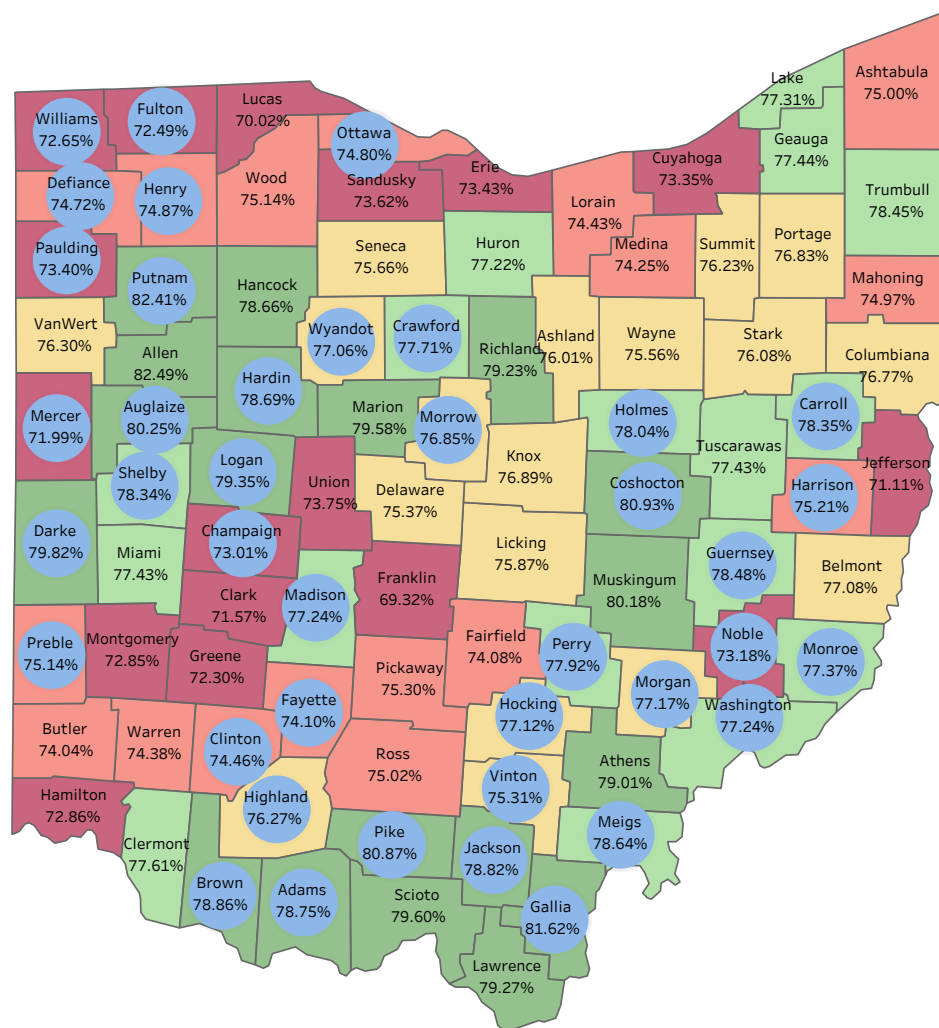 Lake
77.31%
Ashtabula
75.00%
Geauga
77.44%
Williams
72.65%
Fulton
72.49%
Lucas
70.02%
Ottawa
74.80%
Cuyahoga
73.35%
Erie
73.43%
Sandusky
73.62%
Wood
75.14%
Defiance
74.72%
Henry
74.87%
Lorain
74.43%
Trumbull
78.45%
Medina
74.25%
Summit
76.23%
Portage
76.83%
Paulding
73.40%
Seneca
75.66%
Huron
77.22%
Putnam
82.41%
Hancock
78.66%
Mahoning
74.97%
VanWert
76.30%
Wyandot
77.06%
Crawford
77.71%
Ashland
76.01%
Wayne
75.56%
Stark
76.08%
Richland
79.23%
Columbiana
76.77%
Allen
82.49%
Hardin
78.69%
Mercer
71.99%
Auglaize
80.25%
Marion
79.58%
Morrow
76.85%
Holmes
78.04%
Carroll
78.35%
Tuscarawas
77.43%
Knox
76.89%
Shelby
78.34%
Logan
79.35%
Union
73.75%
Delaware
75.37%
Coshocton
80.93%
Harrison
75.21%
Jefferson
71.11%
Darke
79.82%
Miami
77.43%
Champaign
73.01%
Licking
75.87%
Guernsey
78.48%
Belmont
77.08%
Clark
71.57%
Madison
77.24%
Franklin
69.32%
Muskingum
80.18%
Preble
75.14%
Montgomery
72.85%
Greene
72.30%
Fairfield
74.08%
Perry
77.92%
Noble
73.18%
Monroe
77.37%
Pickaway
75.30%
Morgan
77.17%
Fayette
74.10%
Hocking
77.12%
Washington
77.24%
Butler
74.04%
Warren
74.38%
Clinton
74.46%
Ross
75.02%
Athens
79.01%
Vinton
75.31%
Hamilton
72.86%
Highland
76.27%
Meigs
78.64%
Clermont
77.61%
Pike
80.87%
Jackson
78.82%
Brown
78.86%
Adams
78.75%
Scioto
79.60%
Gallia
81.62%
Lawrence
79.27%